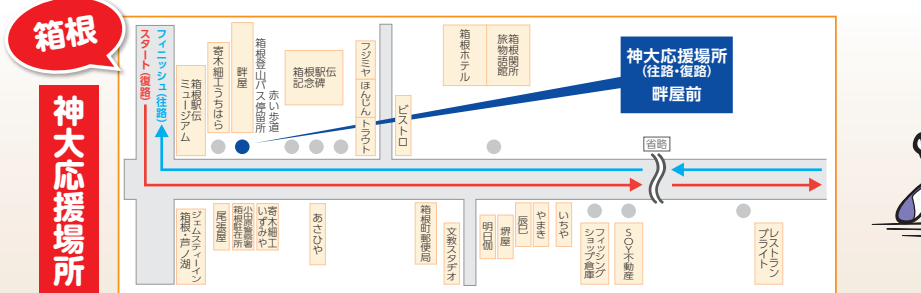 箱根
神大応援場所
スタート（復路）
フィニッシュ（往路）
箱根駅伝
ミュージアム
寄木細工うちはら
畔屋
箱根登山バス停留所
赤い歩道
箱根駅伝
記念碑
フジミヤ
ほんじん
トラウト
ビストロ
箱根ホテル
箱根関所
旅物語館
神大応援場所
（往路・復路）
畔屋前
省略
ジェムスティーイン
箱根・芦ノ湖
尾張屋
小田原警察署
箱根駐在所
寄木細工
いずみや
あさひや
箱根町郵便局
文教スタヂオ
明日伽
堺屋
辰巳
やまき
いちや
フィッシング
ショップ倉庫
SOY不動産
レストラン
ブライト